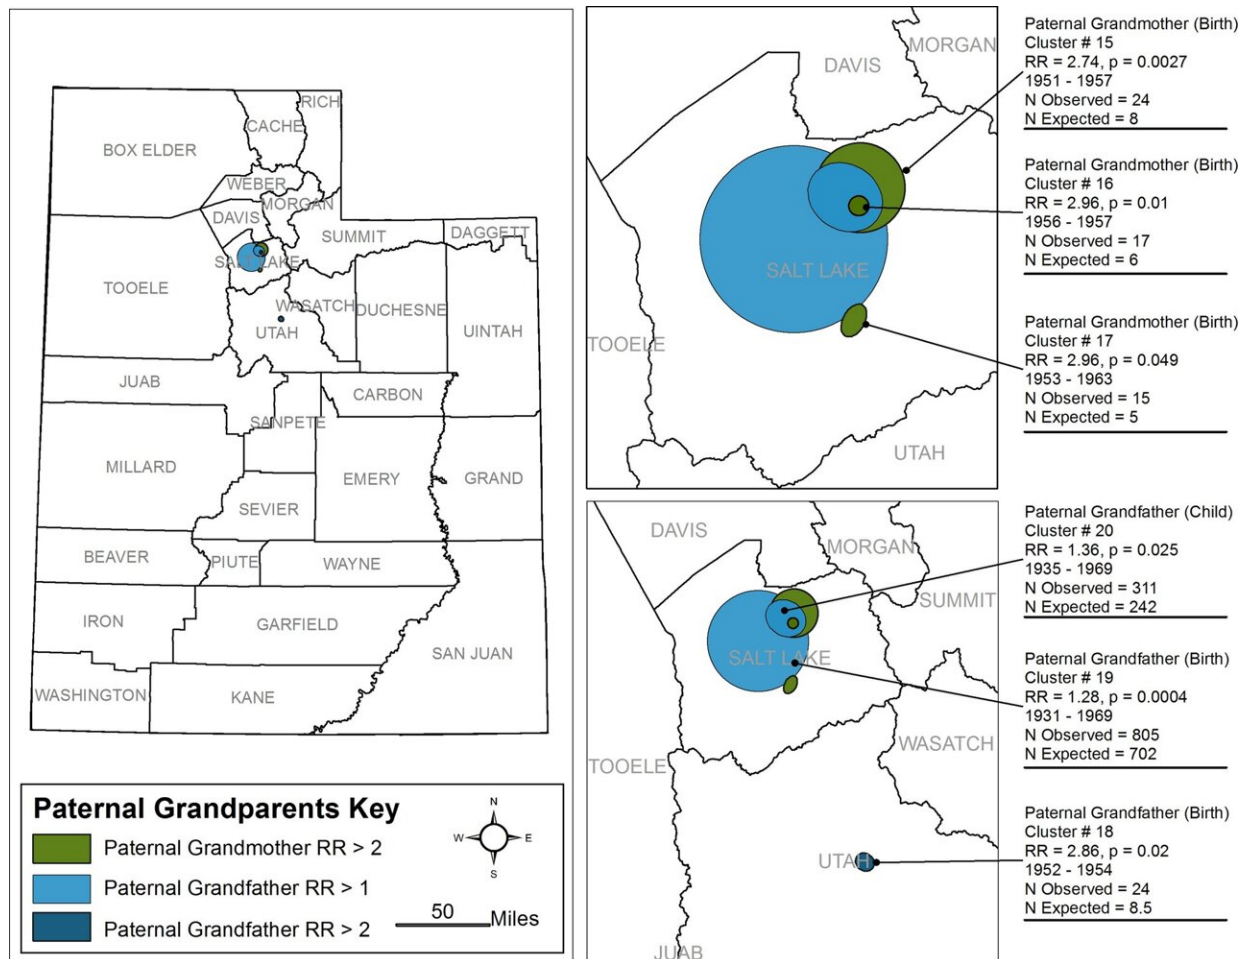 RICH
CACHE
BOX ELDER
WEBER
MORGAN
DAVIS
SUMMIT
DAGGETT
SALT LAKE
TOOELE
WASATCH
DUCHESNE
UTAH
UINTAH
JUAB
CARBON
SANPETE
MILLARD
EMERY
GRAND
SEVIER
BEAVER
PIUTE
WAYNE
IRON
GARFIELD
SAN JUAN
WASHINGTON
KANE
Paternal Grandparents Key
Paternal Grandmother RR > 2
Paternal Grandfather RR > 1
Paternal Grandfather RR > 2
N
W
E
S
50
Miles
MORGAN
DAVIS
SALT LAKE
TOOELE
UTAH
Paternal Grandmother (Birth)
Cluster # 15
RR = 2.74, p = 0.0027
1951 - 1957
N Observed = 24
N Expected = 8
Paternal Grandmother (Birth)
Cluster # 16
RR = 2.96, p = 0.01
1956 - 1957
N Observed = 17
N Expected = 6
Paternal Grandmother (Birth)
Cluster # 17
RR = 2.96, p = 0.049
1953 - 1963
N Observed = 15
N Expected = 5
DAVIS
MORGAN
SUMMIT
SALT LAKE
WASATCH
TOOELE
UTAH
JUAB
Paternal Grandfather (Child)
Cluster # 20
RR = 1.36, p = 0.025
1935 - 1969
N Observed = 311
N Expected = 242
Paternal Grandfather (Birth)
Cluster # 19
RR = 1.28, p = 0.0004
1931 - 1969
N Observed = 805
N Expected = 702
Paternal Grandfather (Birth)
Cluster # 18
RR = 2.86, p = 0.02
1952 - 1954
N Observed = 24
N Expected = 8.5